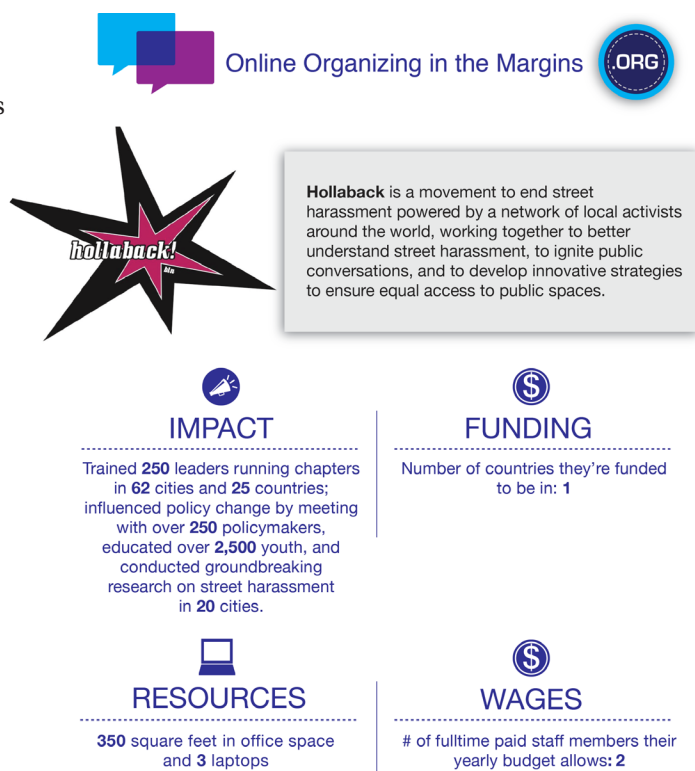 Online Organizing in the Margins
.ORG
s
hollaback!
Hollaback is a movement to end street
harassment powered by a network of local activists
around the world, working together to better
understand street harassment, to ignite public
conversations, and to develop innovative strategies
to ensure equal access to public spaces.
$
IMPACT
Trained 250 leaders running chapters
in 62 cities and 25 countries;
influenced policy change by meeting
with over 250 policymakers,
educated over 2,500 youth, and
conducted groundbreaking
research on street harassment
in 20 cities.
FUNDING
Number of countries they're funded
to be in: 1
RESOURCES
350 square feet in office space
and 3 laptops
$
WAGES
# of fulltime paid staff members their
yearly budget allows: 2